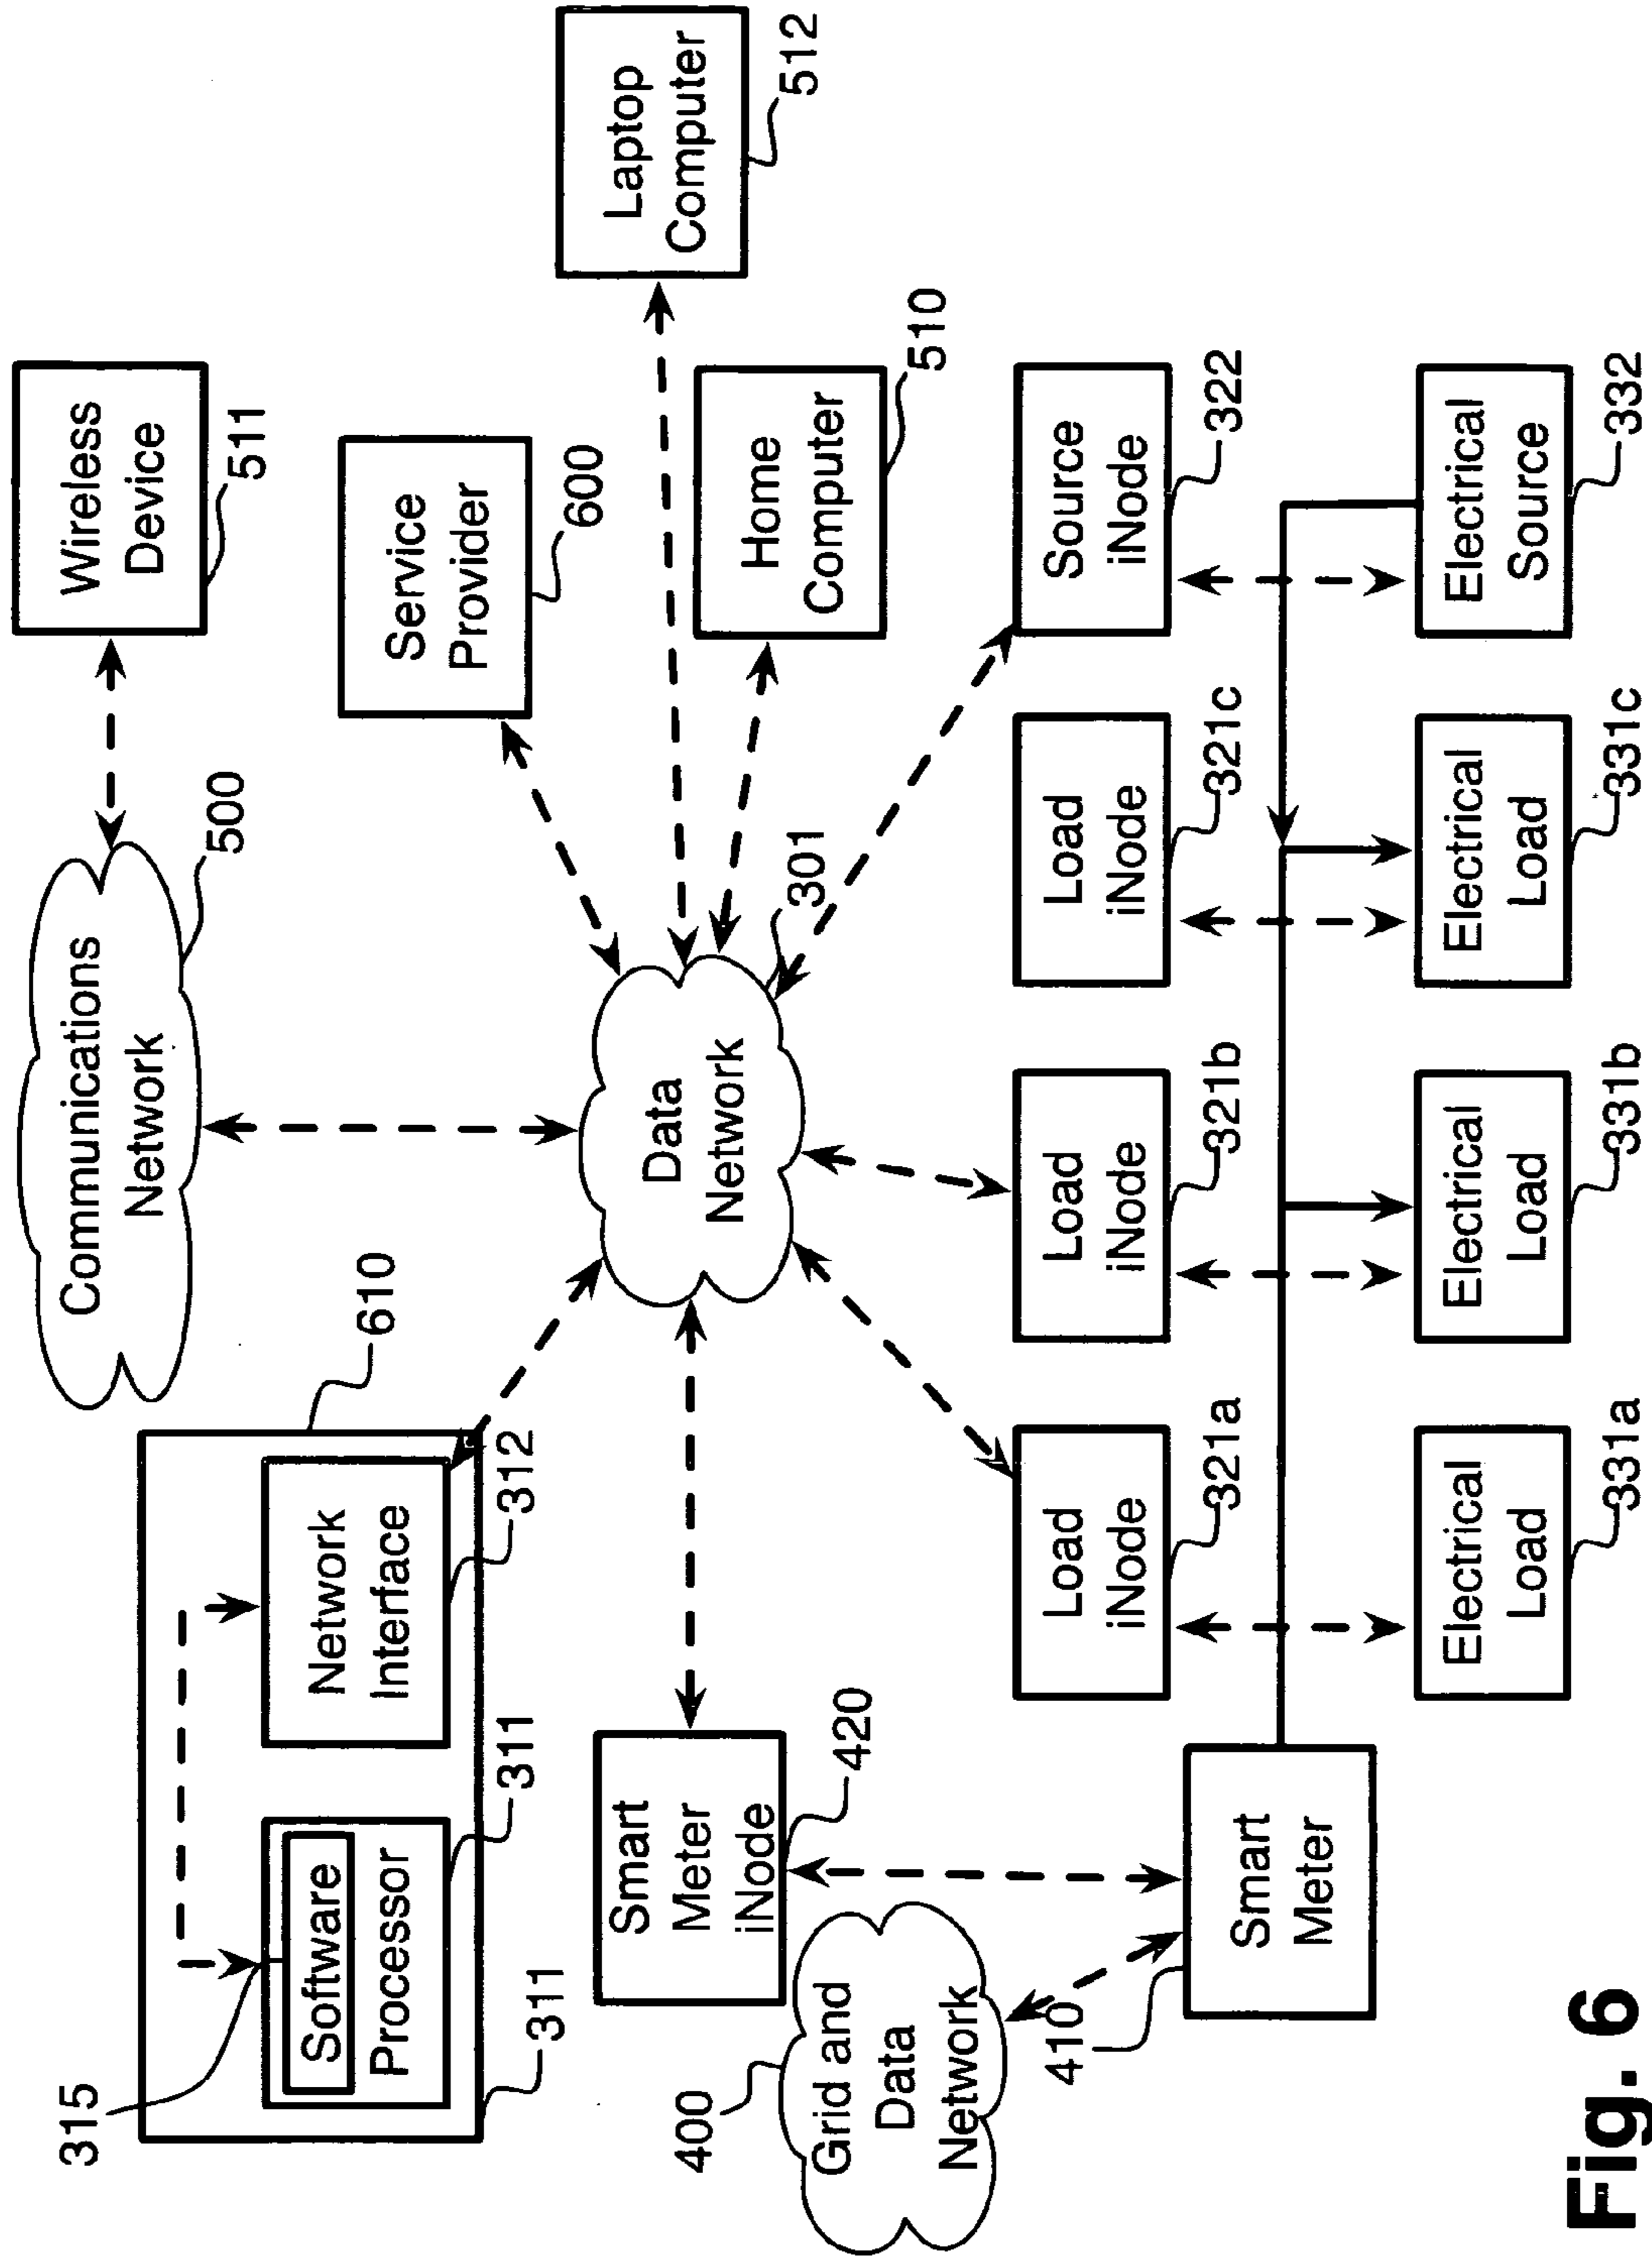 315
Software
Processor
311
311
Network
Interface
312
610
Communications
Network
500
Wireless
Device
511
Service
Provider
600
Laptop
Computer
512
Home
Computer
510
Data
Network
301
Smart
Meter
iNode
420
400
Grid and
Data
Network
410
Smart
Meter
Load
iNode
321a
Load
iNode
321b
Load
iNode
321c
Source
iNode
322
Electrical
Load
331a
Electrical
Load
331b
Electrical
Load
331c
Electrical
Source
332
Fig. 6